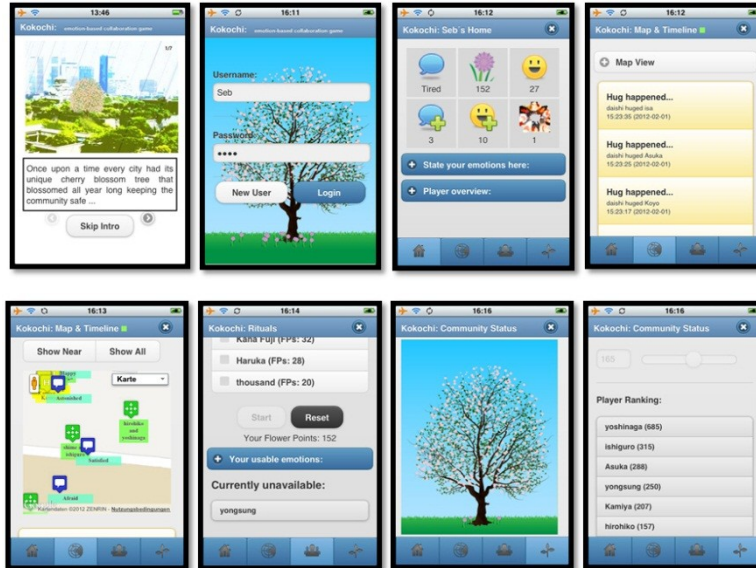 13:46
Kokochi: emotion based collaboration game
1/7
Once upon a time every city had its
unique cherry blossom tree that
blossomed all year long keeping the
community safe ...
Skip Intro
16:11
Kokochi: emotion based collaboration game
Username:
Seb
Password:
••••
New User
Login
16:12
Kokochi: Seb`s Home
Tired
152
27
3
10
1
State your emotions here:
Player overview:
16:12
Kokochi: Map & Timeline
Map View
Hug happened...
daishi huged isa
15:23:35 (2012-02-01)
Hug happened...
daishi huged Asuka
15:23:25 (2012-02-01)
Hug happened...
daishi huged Koyo
15:23:17 (2012-02-01)
16:13
Kokochi: Map & Timeline
Show Near
Show All
Happy
Astonished
Karte
hirohiko
and
yoshinaga
ishiguro
Satisfied
Afraid
Kartendaten ©2012 ZENRIN - Nutzungsbedingungen
16:14
Kokochi: Rituals
Kana Fuji (FPs: 32)
Haruka (FPs: 28)
thousand (FPs: 20)
Start
Reset
Your Flower Points: 152
Your usable emotions:
Currently unavailable:
yongsung
16:16
Kokochi: Community Status
16:16
Kokochi: Community Status
165
Player Ranking:
yoshinaga (685)
ishiguro (315)
Asuka (288)
yongsung (250)
Kamiya (207)
hirohiko (157)